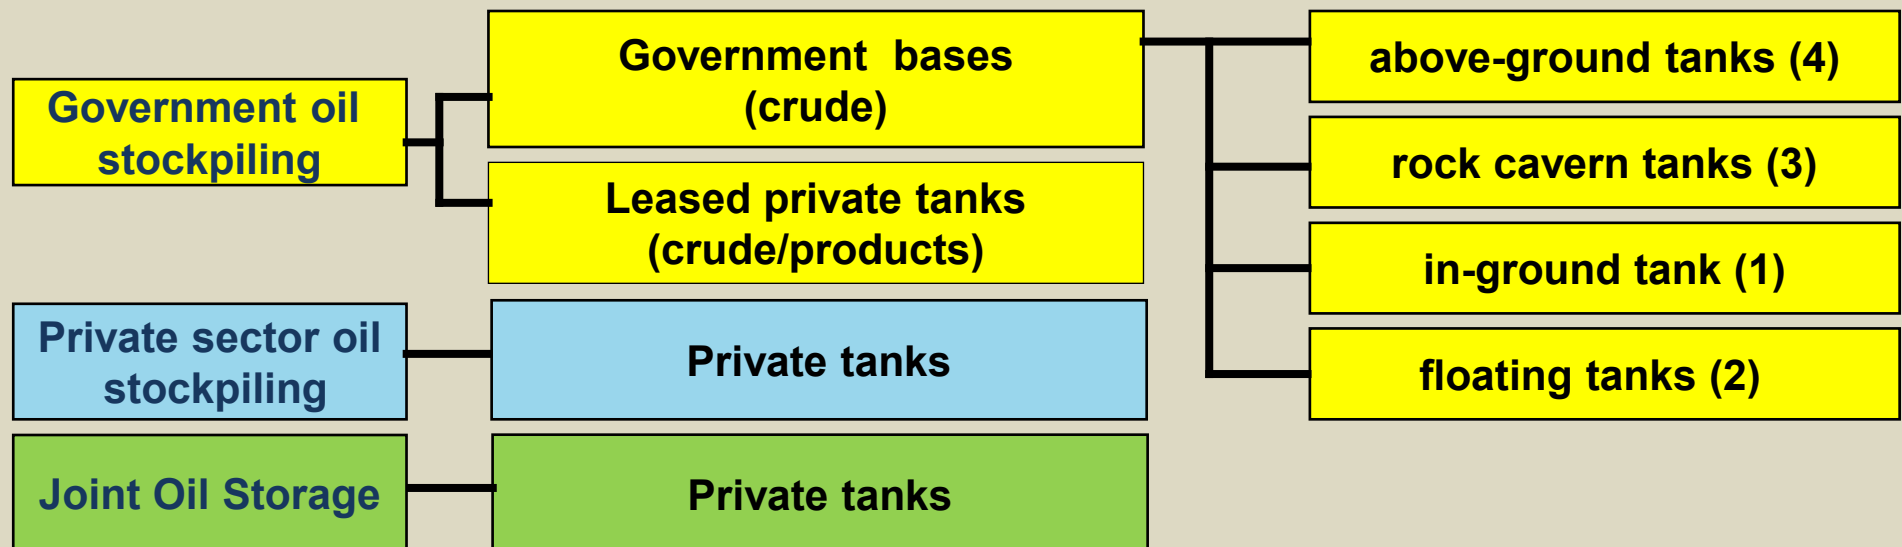 Government oil
stockpiling
Government bases
(crude)
Leased private tanks
(crude/products)
above-ground tanks (4)
rock cavern tanks (3)
in-ground tank (1)
floating tanks (2)
Private sector oil
stockpiling
Private tanks
Joint Oil Storage
Private tanks